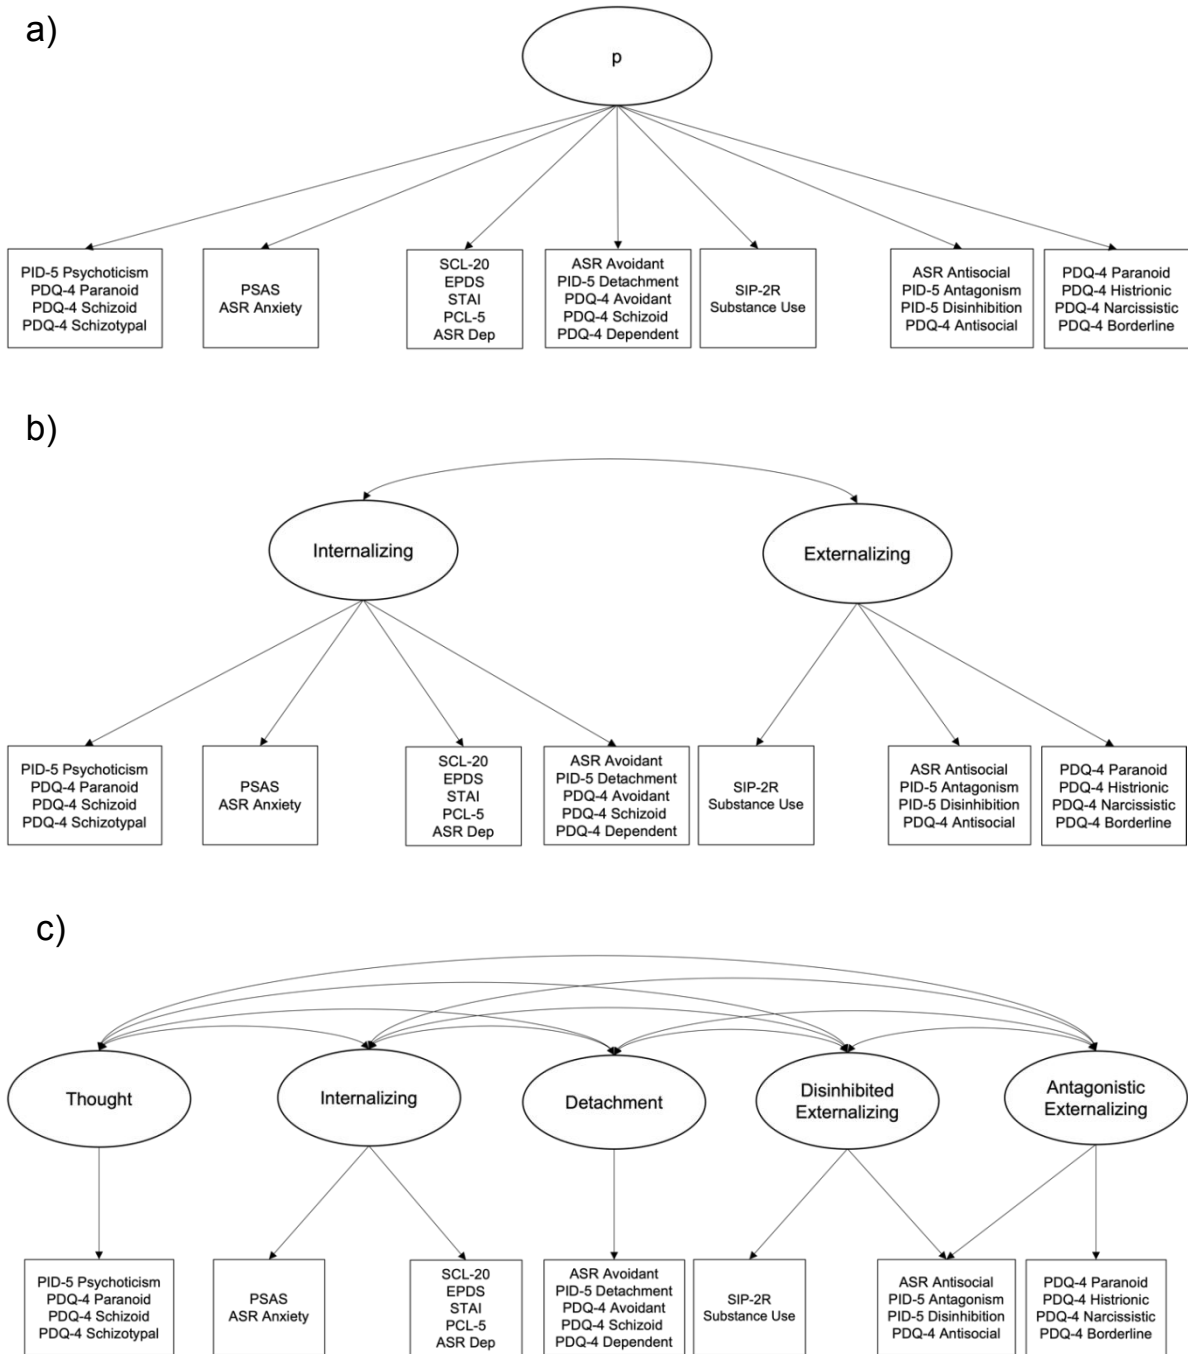 a)
p
PID-5 Psychoticism
PDQ-4 Paranoid
PDQ-4 Schizoid
PDQ-4 Schizotypal
PSAS
ASR Anxiety
SCL-20
EPDS
STAI
PCL-5
ASR Dep
ASR Avoidant
PID-5 Detachment
PDQ-4 Avoidant
PDQ-4 Schizoid
PDQ-4 Dependent
SIP-2R
Substance Use
ASR Antisocial
PID-5 Antagonism
PID-5 Disinhibition
PDQ-4 Antisocial
PDQ-4 Paranoid
PDQ-4 Histrionic
PDQ-4 Narcissistic
PDQ-4 Borderline
b)
Internalizing
Externalizing
PID-5 Psychoticism
PDQ-4 Paranoid
PDQ-4 Schizoid
PDQ-4 Schizotypal
PSAS
ASR Anxiety
SCL-20
EPDS
STAI
PCL-5
ASR Dep
ASR Avoidant
PID-5 Detachment
PDQ-4 Avoidant
PDQ-4 Schizoid
PDQ-4 Dependent
SIP-2R
Substance Use
ASR Antisocial
PID-5 Antagonism
PID-5 Disinhibition
PDQ-4 Antisocial
PDQ-4 Paranoid
PDQ-4 Histrionic
PDQ-4 Narcissistic
PDQ-4 Borderline
c)
Thought
Internalizing
Detachment
Disinhibited
Externalizing
Antagonistic
Externalizing
PID-5 Psychoticism
PDQ-4 Paranoid
PDQ-4 Schizoid
PDQ-4 Schizotypal
PSAS
ASR Anxiety
SCL-20
EPDS
STAI
PCL-5
ASR Dep
ASR Avoidant
PID-5 Detachment
PDQ-4 Avoidant
PDQ-4 Schizoid
PDQ-4 Dependent
SIP-2R
Substance Use
ASR Antisocial
PID-5 Antagonism
PID-5 Disinhibition
PDQ-4 Antisocial
PDQ-4 Paranoid
PDQ-4 Histrionic
PDQ-4 Narcissistic
PDQ-4 Borderline